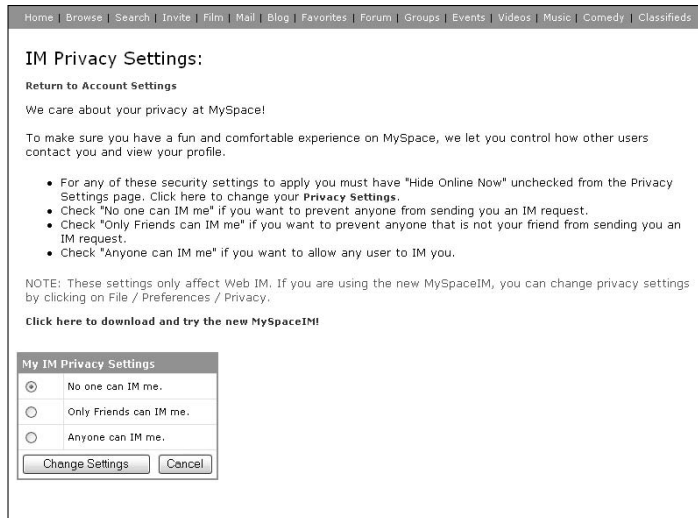 Home | Browse | Search | Invite | Film | Mail | Blog | Favorites | Forum | Groups | Events | Videos | Music | Comedy | Classifieds
IM Privacy Settings:
Return to Account Settings
We care about your privacy at MySpace!
To make sure you have a fun and comfortable experience on MySpace, we let you control how other users
contact you and view your profile.
• For any of these security settings to apply you must have "Hide Online Now" unchecked from the Privacy
Settings page. Click here to change your Privacy Settings.
• Check "No one can IM me" if you want to prevent anyone from sending you an IM request.
• Check "Only Friends can IM me" if you want to prevent anyone that is not your friend from sending you an
IM request.
• Check "Anyone can IM me" if you want to allow any user to IM you.
NOTE: These settings only affect Web IM. If you are using the new MySpaceIM, you can change privacy settings
by clicking on File / Preferences / Privacy.
Click here to download and try the new MySpaceIM!
My IM Privacy Settings
No one can IM me.
Only Friends can IM me.
Anyone can IM me.
Change Settings Cancel